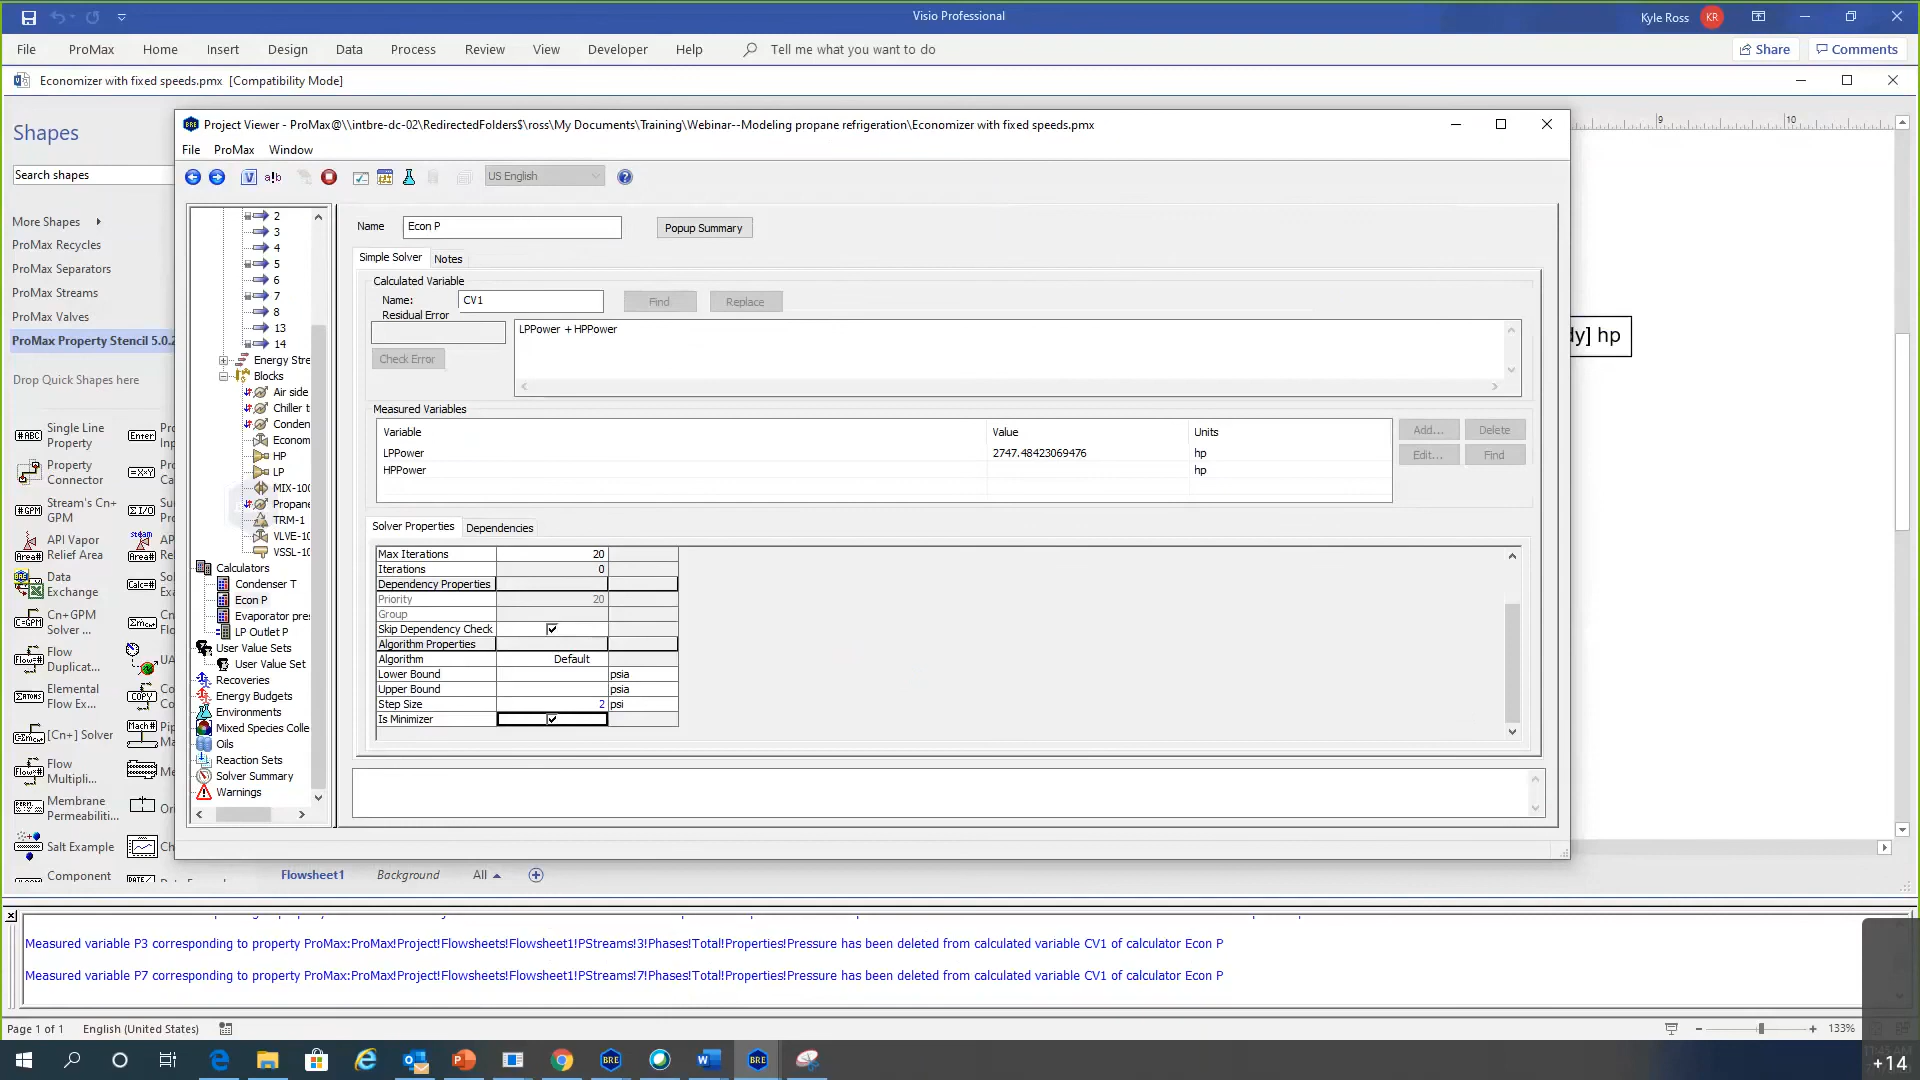 Visio Professional
Kyle Ross
KR
File
ProMax
Home
Insert
Design
Data
Process
Review
View
Developer
Help
Tell me what you want to do
Share
Comments
Economizer with fixed speeds.pmx [Compatibility Mode]
Shapes
Search shapes
More Shapes
ProMax Recycles
ProMax Separators
ProMax Streams
ProMax Valves
ProMax Property Stencil 5.0.2
Drop Quick Shapes here
Single Line Property
Property Connector
Stream's Cn+ GPM
API Vapor Relief Area
Data Exchange
Cn+GPM Solver ...
Flow Duplicat...
Elemental Flow Ex...
[Cn+] Solver
Flow Multipli...
Membrane Permeabiliti...
Salt Example
Component
Project Viewer - ProMax@\\intbre-dc-02\RedirectedFolders$\ross\My Documents\Training\Webinar--Modeling propane refrigeration\Economizer with fixed speeds.pmx
File
ProMax
Window
US English
2
3
4
5
6
7
8
13
14
Energy Stre
Blocks
Air side
Chiller t
Conden
Econom
HP
LP
MIX-100
Propane
TRM-1
VLVE-10
VSSL-10
Calculators
Condenser T
Econ P
Evaporator pres
LP Outlet P
User Value Sets
User Value Set
Recoveries
Energy Budgets
Environments
Mixed Species Colle
Oils
Reaction Sets
Solver Summary
Warnings
Name
Econ P
Popup Summary
Simple Solver
Notes
Calculated Variable
Name:
CV1
Find
Replace
Residual Error
LPPower + HPPower
Check Error
Measured Variables
Variable
Value
Units
LPPower
2747.48423069476
hp
HPPower
hp
Add...
Delete
Edit...
Find
Solver Properties
Dependencies
Max Iterations 20
Iterations 0
Dependency Properties
Priority 20
Group
Skip Dependency Check
Algorithm Properties
Algorithm Default
Lower Bound psia
Upper Bound psia
Step Size 2 psi
Is Minimizer
9
10
dy] hp
Flowsheet1
Background
All
Measured variable P3 corresponding to property ProMax:ProMax!Project!Flowsheets!Flowsheet1!PStreams!3!Phases!Total!Properties!Pressure has been deleted from calculated variable CV1 of calculator Econ P
Measured variable P7 corresponding to property ProMax:ProMax!Project!Flowsheets!Flowsheet1!PStreams!7!Phases!Total!Properties!Pressure has been deleted from calculated variable CV1 of calculator Econ P
Page 1 of 1
English (United States)
133%
+14